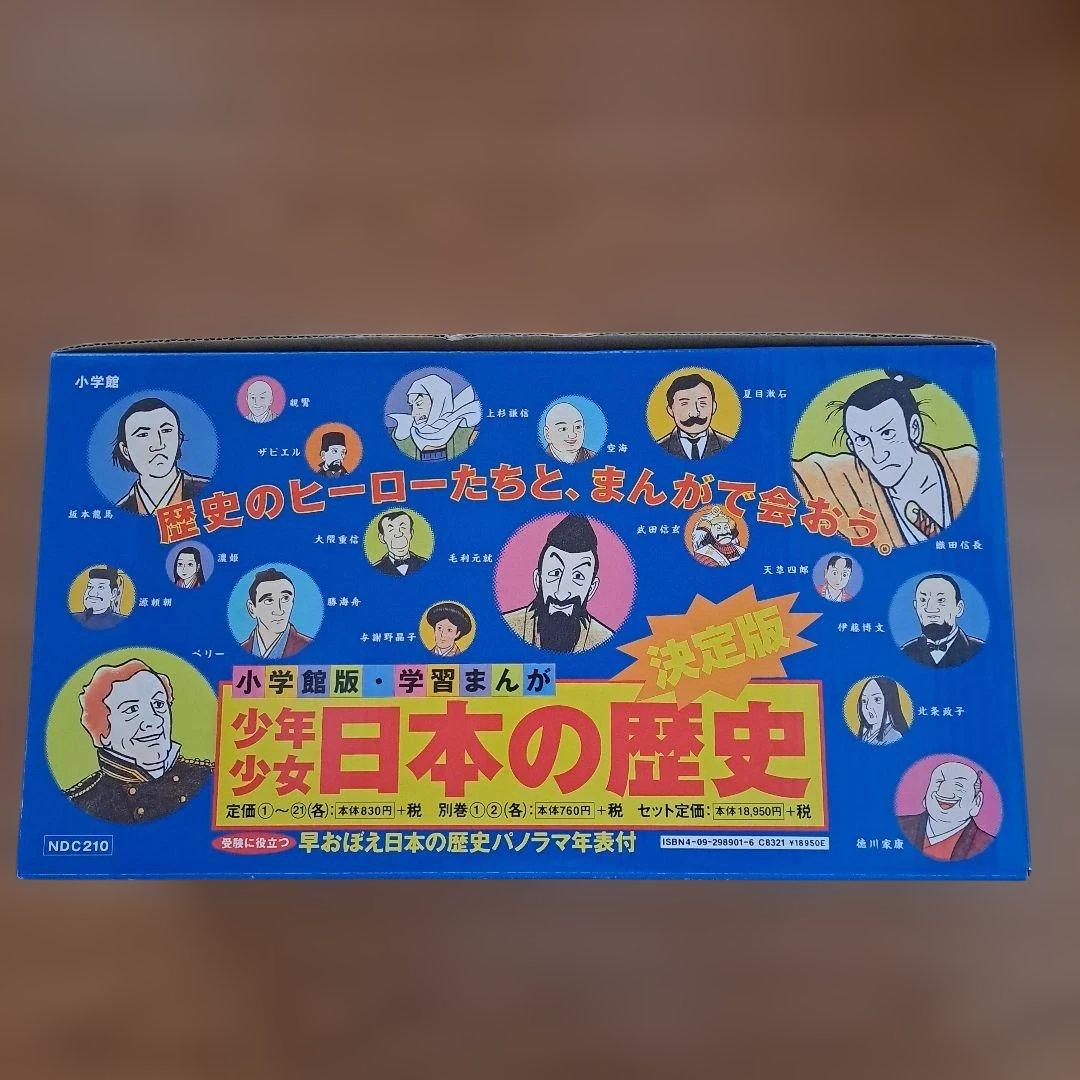 小学館
親鸞
上杉謙信
夏目漱石
ザビエル
空海
歴史のヒーローたちと、まんがで会おう。
坂本龍馬
大隈重信
毛利元就
武田信玄
織田信長
濃姫
天草四郎
源頼朝
勝海舟
与謝野晶子
伊藤博文
ペリー
決定版
小学館版・学習まんが
北条政子
少年少女日本の歴史
定価①〜㉑(各):本体830円+税 別巻①②(各):本体760円+税 セット定価:本体18,950円+税
受験に役立つ 早おぼえ日本の歴史パノラマ年表付
ISBN4-09-298901-6 C8321 ¥18950E
NDC210
徳川家康